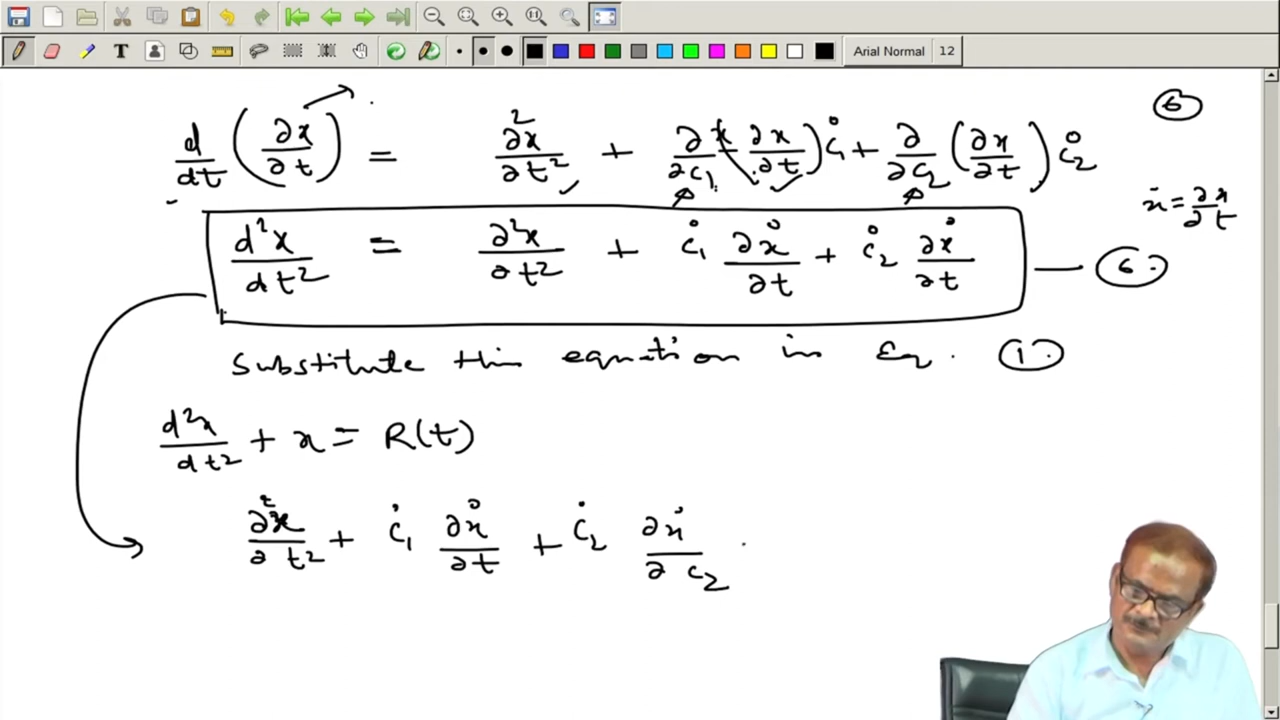 Arial Normal 12
6
d/dt (∂x/∂t) = ∂²x/∂t² + ∂/∂c₁ (∂x/∂t) ċ₁ + ∂/∂c₂ (∂x/∂t) ċ₂
ẋ = ∂x/∂t
d²x/dt² = ∂²x/∂t² + ċ₁ ∂ẋ/∂t + ċ₂ ∂ẋ/∂t — 6.
substitute this equation in Eq. 1.
d²x/dt² + x = R(t)
∂²x/∂t² + ċ₁ ∂ẋ/∂t + ċ₂ ∂ẋ/∂c₂